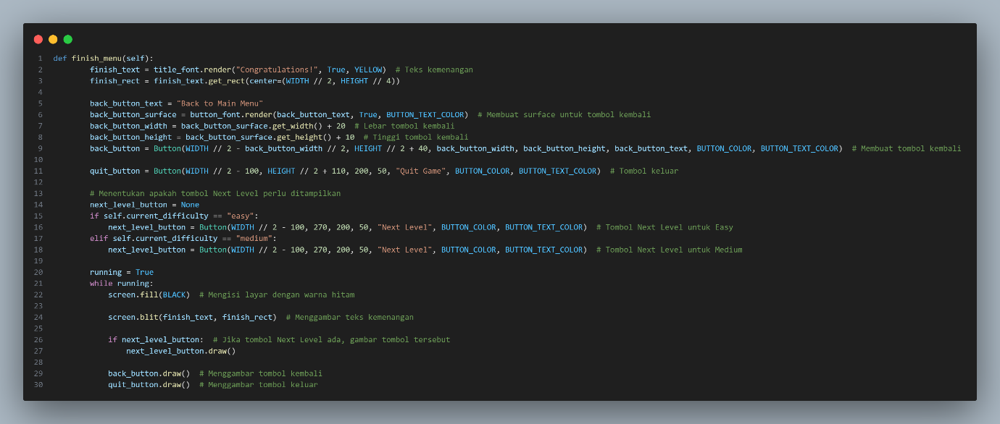 1 def finish_menu(self):
2 finish_text = title_font.render("Congratulations!", True, YELLOW)  # Teks kemenangan
3 finish_rect = finish_text.get_rect(center=(WIDTH // 2, HEIGHT // 4))
4
5 back_button_text = "Back to Main Menu"
6 back_button_surface = button_font.render(back_button_text, True, BUTTON_TEXT_COLOR)  # Membuat surface untuk tombol kembali
7 back_button_width = back_button_surface.get_width() + 20  # Lebar tombol kembali
8 back_button_height = back_button_surface.get_height() + 10  # Tinggi tombol kembali
9 back_button = Button(WIDTH // 2 - back_button_width // 2, HEIGHT // 2 + 40, back_button_width, back_button_height, back_button_text, BUTTON_COLOR, BUTTON_TEXT_COLOR)  # Membuat tombol kembali
10
11 quit_button = Button(WIDTH // 2 - 100, HEIGHT // 2 + 110, 200, 50, "Quit Game", BUTTON_COLOR, BUTTON_TEXT_COLOR)  # Tombol keluar
12
13 # Menentukan apakah tombol Next Level perlu ditampilkan
14 next_level_button = None
15 if self.current_difficulty == "easy":
16 next_level_button = Button(WIDTH // 2 - 100, 270, 200, 50, "Next Level", BUTTON_COLOR, BUTTON_TEXT_COLOR)  # Tombol Next Level untuk Easy
17 elif self.current_difficulty == "medium":
18 next_level_button = Button(WIDTH // 2 - 100, 270, 200, 50, "Next Level", BUTTON_COLOR, BUTTON_TEXT_COLOR)  # Tombol Next Level untuk Medium
19
20 running = True
21 while running:
22 screen.fill(BLACK)  # Mengisi layar dengan warna hitam
23
24 screen.blit(finish_text, finish_rect)  # Menggambar teks kemenangan
25
26 if next_level_button:  # Jika tombol Next Level ada, gambar tombol tersebut
27 next_level_button.draw()
28
29 back_button.draw()  # Menggambar tombol kembali
30 quit_button.draw()  # Menggambar tombol keluar